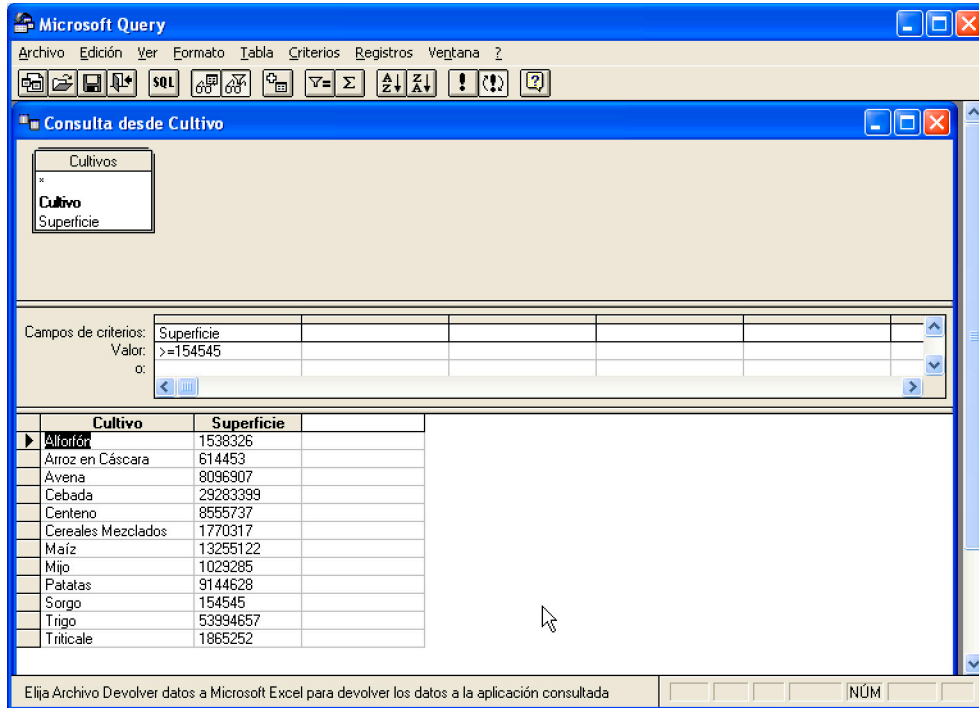 Microsoft Query
Archivo Edición Ver Formato Tabla Criterios Registros Ventana ?
SQL
Consulta desde Cultivo
Cultivos
*
Cultivo
Superficie
Campos de criterios: Superficie
Valor: >=154545
o:
Cultivo Superficie
Alforfón 1538326
Arroz en Cáscara 614453
Avena 8096907
Cebada 29283399
Centeno 8555737
Cereales Mezclados 1770317
Maíz 13255122
Mijo 1029285
Patatas 9144628
Sorgo 154545
Trigo 53994657
Triticale 1865252
Elija Archivo Devolver datos a Microsoft Excel para devolver los datos a la aplicación consultada NÚM